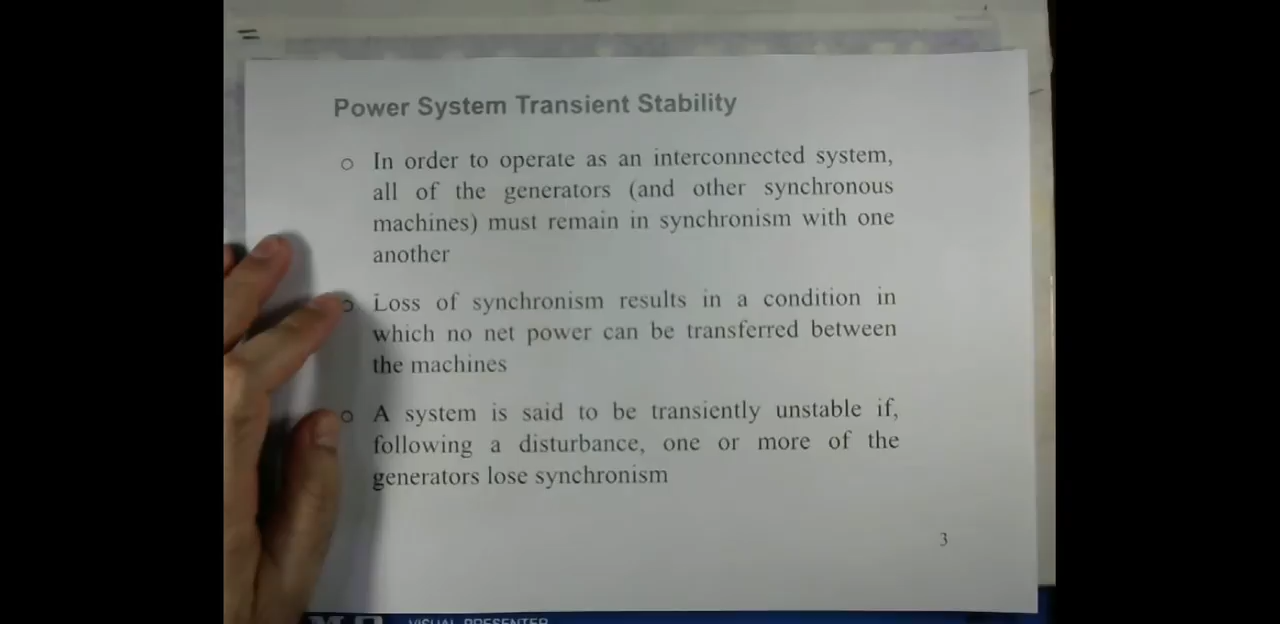 Power System Transient Stability
o In order to operate as an interconnected system,
all of the generators (and other synchronous
machines) must remain in synchronism with one
another
o Loss of synchronism results in a condition in
which no net power can be transferred between
the machines
o A system is said to be transiently unstable if,
following a disturbance, one or more of the
generators lose synchronism
3
VISUAL PRESENTER